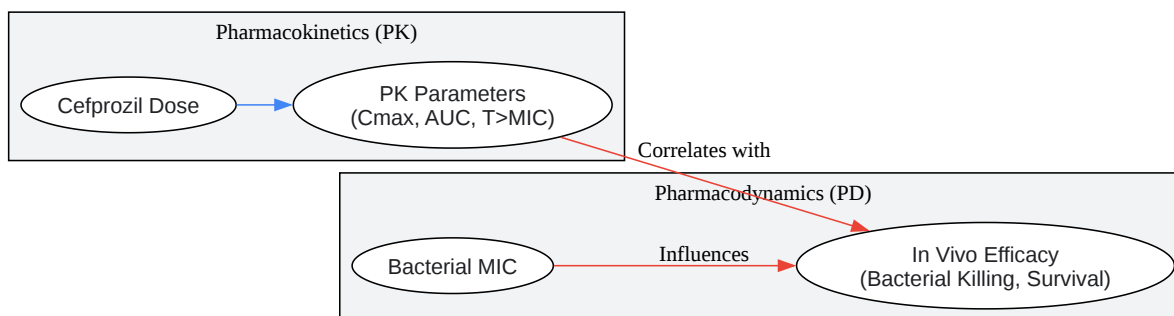 Pharmacokinetics (PK)
Cefprozil Dose
PK Parameters
(Cmax, AUC, T>MIC)
Correlates with
Pharmacodynamics (PD)
Bacterial MIC
Influences
In Vivo Efficacy
(Bacterial Killing, Survival)